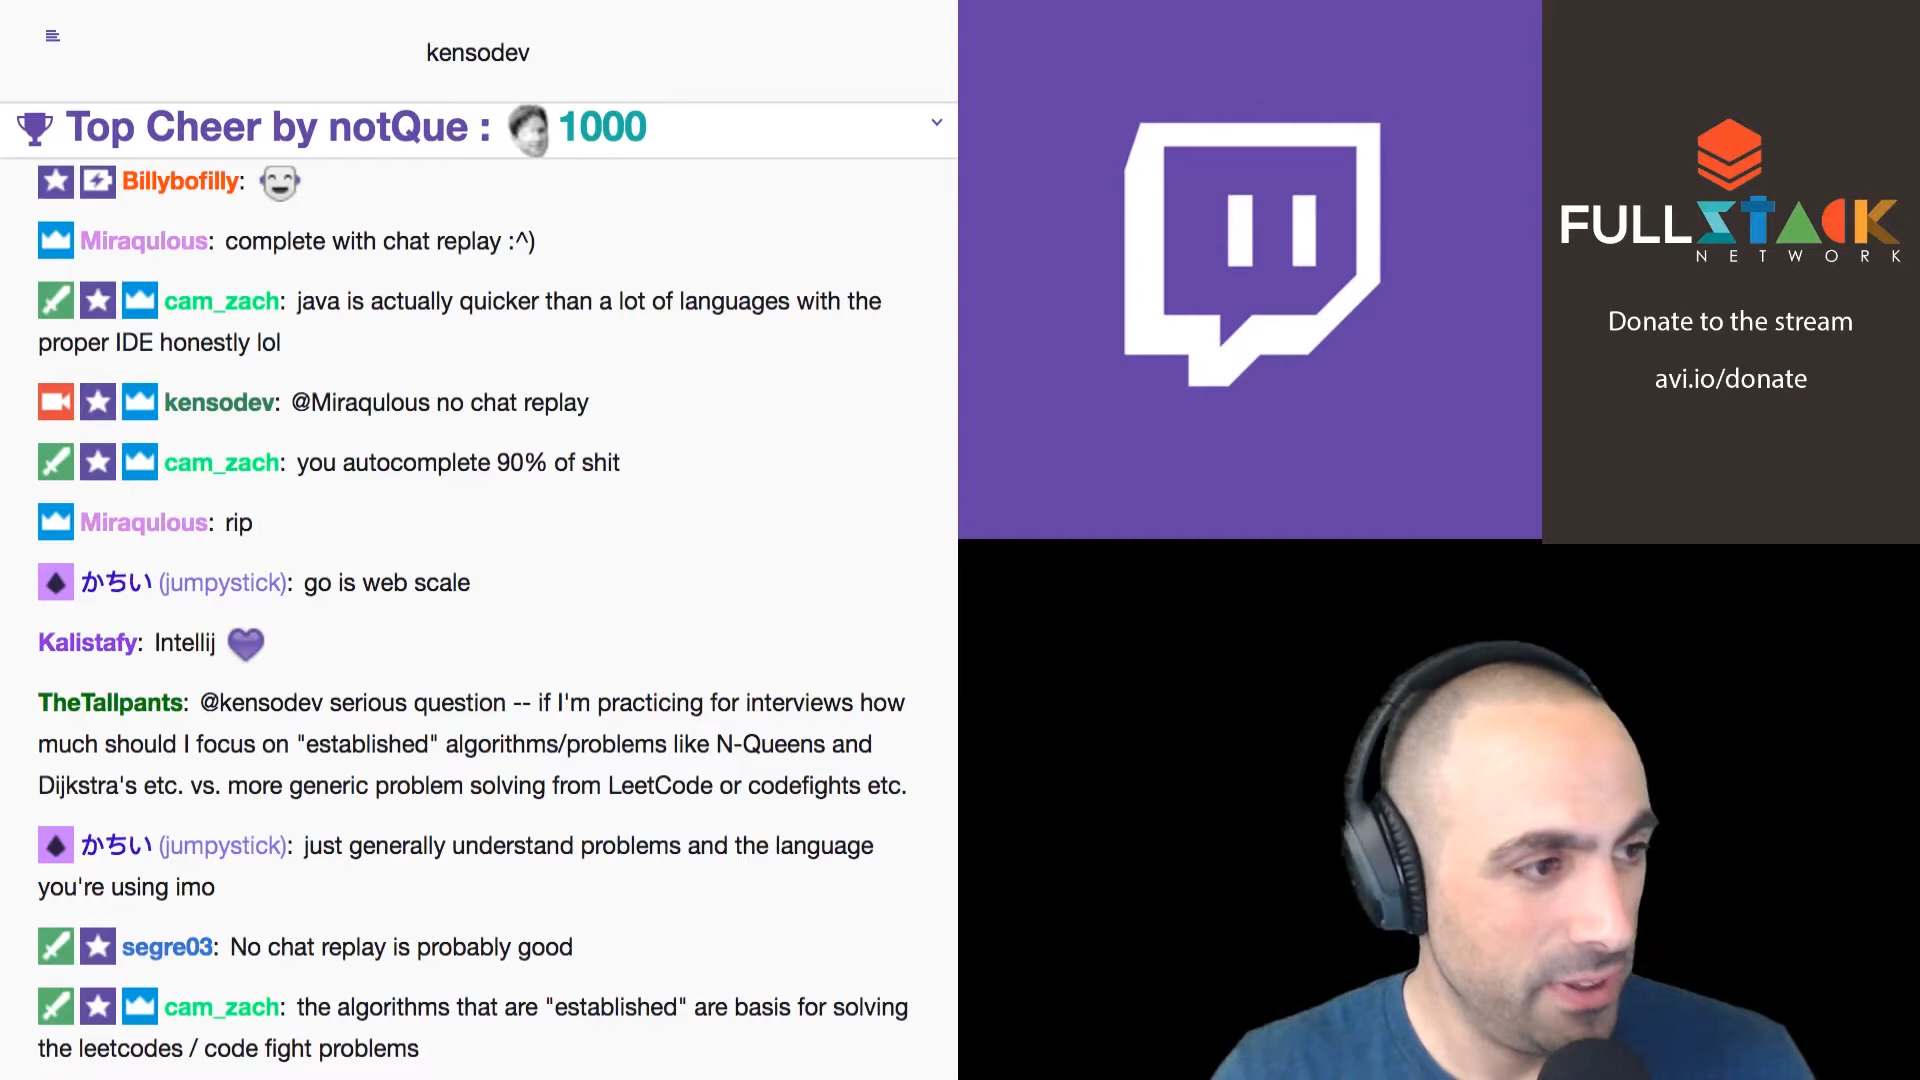 kensodev
Top Cheer by notQue : 1000
Billybofilly:
Miraqulous: complete with chat replay :^)
cam_zach: java is actually quicker than a lot of languages with the
proper IDE honestly lol
kensodev: @Miraqulous no chat replay
cam_zach: you autocomplete 90% of shit
Miraqulous: rip
かちい (jumpystick): go is web scale
Kalistafy: Intellij
TheTallpants: @kensodev serious question -- if I'm practicing for interviews how
much should I focus on "established" algorithms/problems like N-Queens and
Dijkstra's etc. vs. more generic problem solving from LeetCode or codefights etc.
かちい (jumpystick): just generally understand problems and the language
you're using imo
segre03: No chat replay is probably good
cam_zach: the algorithms that are "established" are basis for solving
the leetcodes / code fight problems
FULLSTACK
NETWORK
Donate to the stream
avi.io/donate